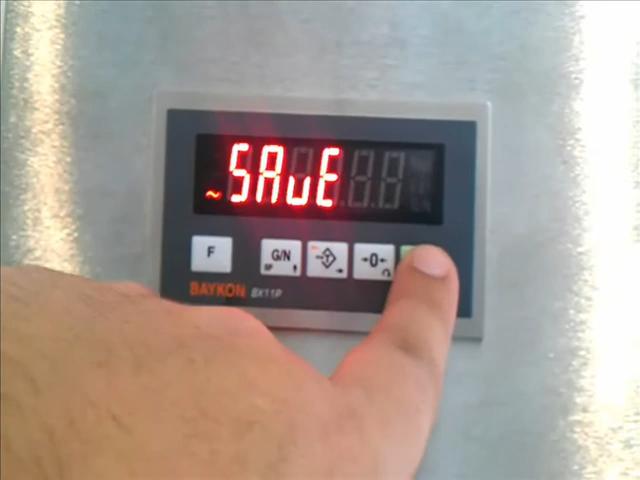 ~SAvE
F
G/N
→T←
→0←
BAYKON BX11P